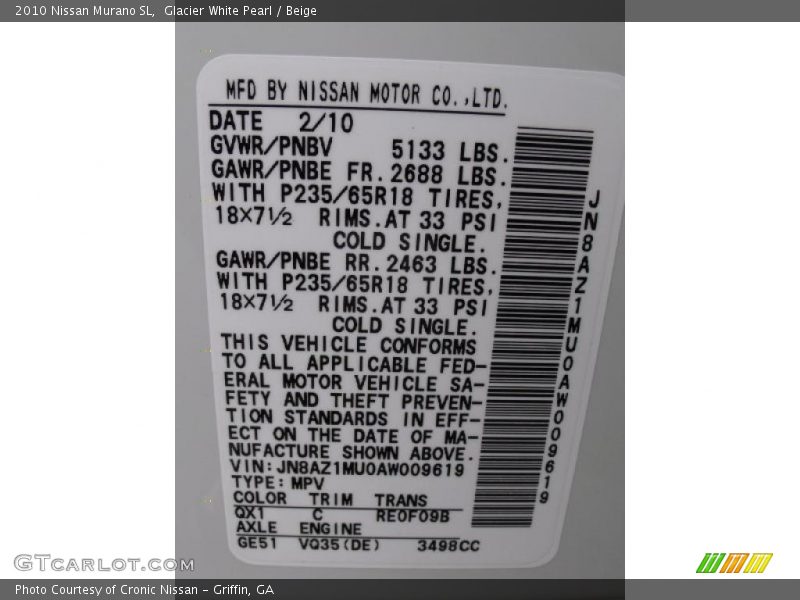 2010 Nissan Murano SL,  Glacier White Pearl / Beige
MFD BY NISSAN MOTOR CO.,LTD.
DATE 2/10
GVWR/PNBV 5133 LBS.
GAWR/PNBE FR.2688 LBS.
WITH P235/65R18 TIRES,
18×7½ RIMS.AT 33 PSI
COLD SINGLE.
GAWR/PNBE RR.2463 LBS.
WITH P235/65R18 TIRES,
18×7½ RIMS.AT 33 PSI
COLD SINGLE.
THIS VEHICLE CONFORMS
TO ALL APPLICABLE FED-
ERAL MOTOR VEHICLE SA-
FETY AND THEFT PREVEN-
TION STANDARDS IN EFF-
ECT ON THE DATE OF MA-
NUFACTURE SHOWN ABOVE.
VIN:JN8AZ1MU0AW009619
TYPE:MPV
COLOR TRIM TRANS
QX1 C RE0F09B
AXLE ENGINE
GE51 VQ35(DE) 3498CC
JN8AZ1MU0AW009619
GTCarLot.com
Photo Courtesy of Cronic Nissan - Griffin, GA